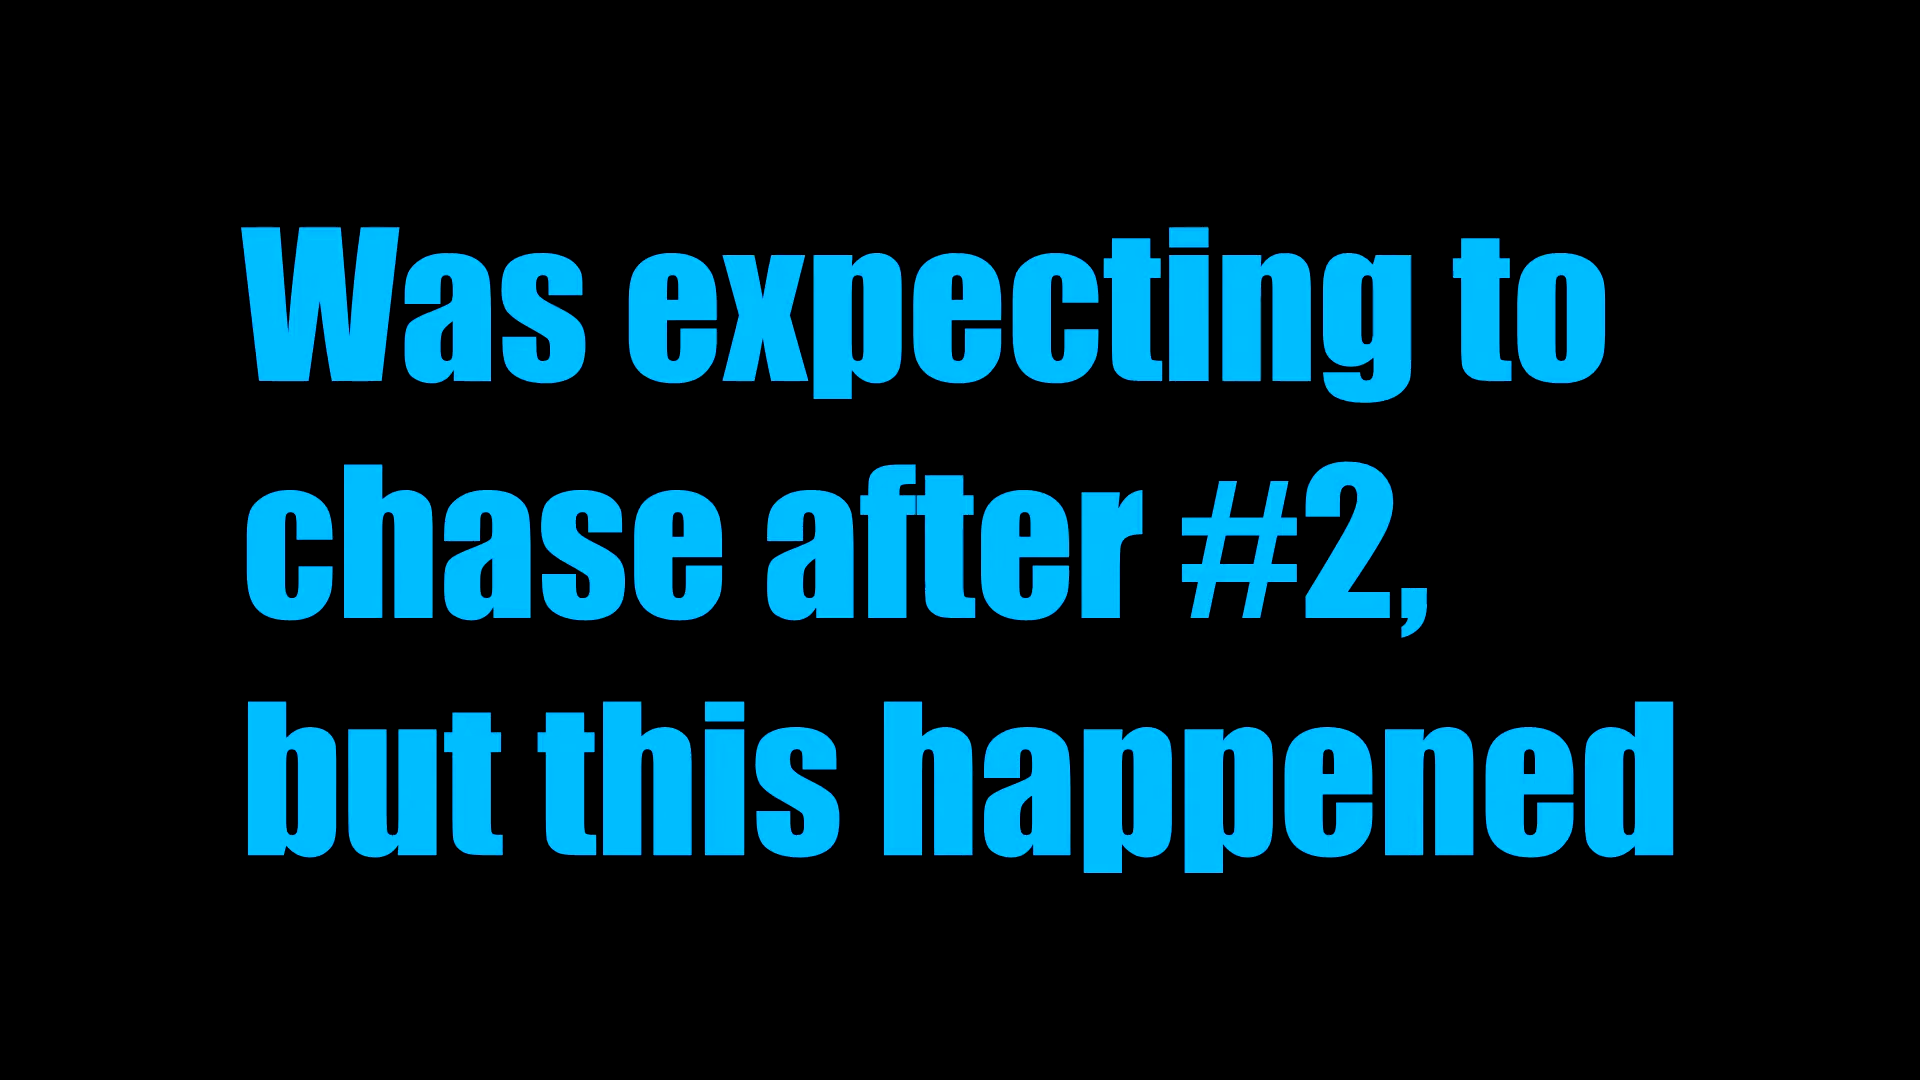 Was expecting to
chase after #2,
but this happened